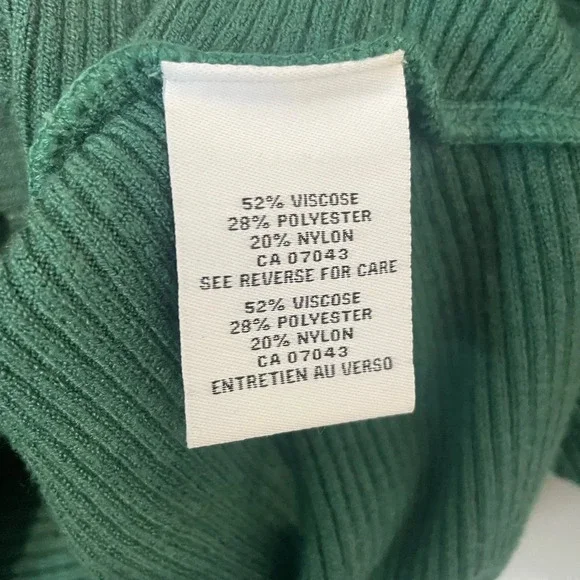 52% VISCOSE
28% POLYESTER
20% NYLON
CA 07043
SEE REVERSE FOR CARE
52% VISCOSE
28% POLYESTER
20% NYLON
CA 07043
ENTRETIEN AU VERSO